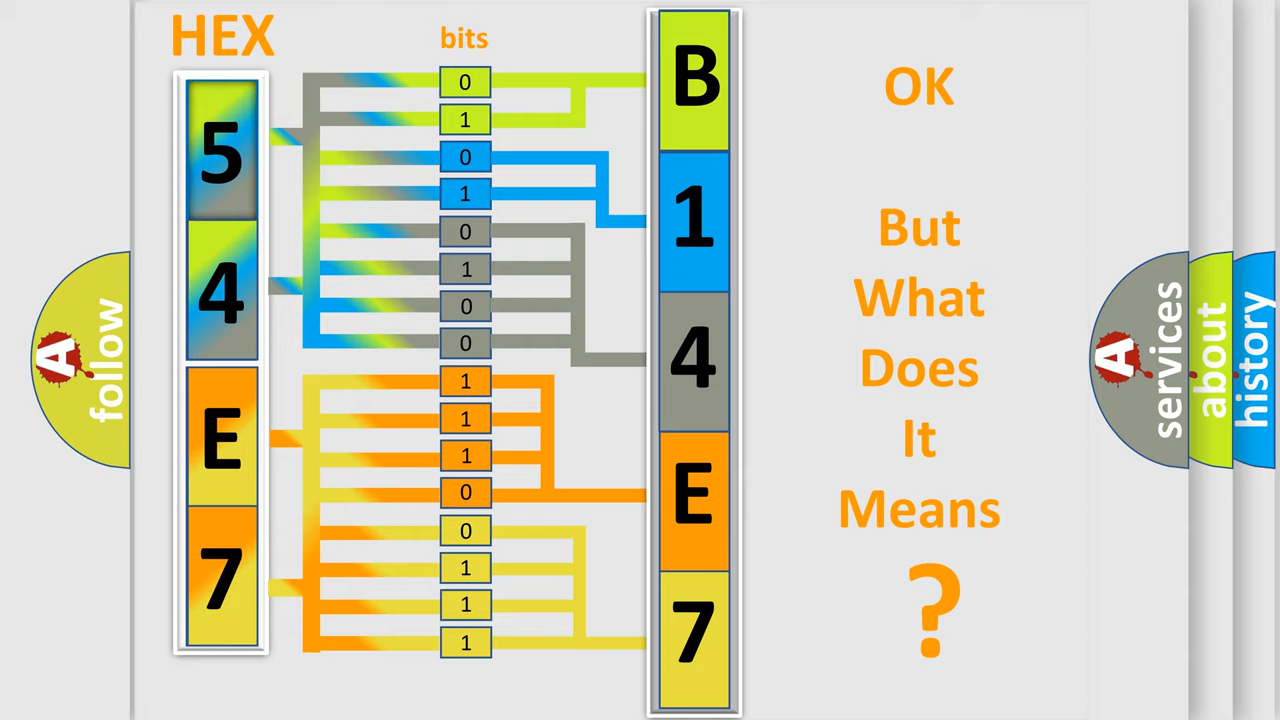 HEX
bits
5
4
E
7
0
1
0
1
0
1
0
0
1
1
1
0
0
1
1
1
B
1
4
E
7
OK
But
What
Does
It
Means
?
A
follow
A
services
about
history